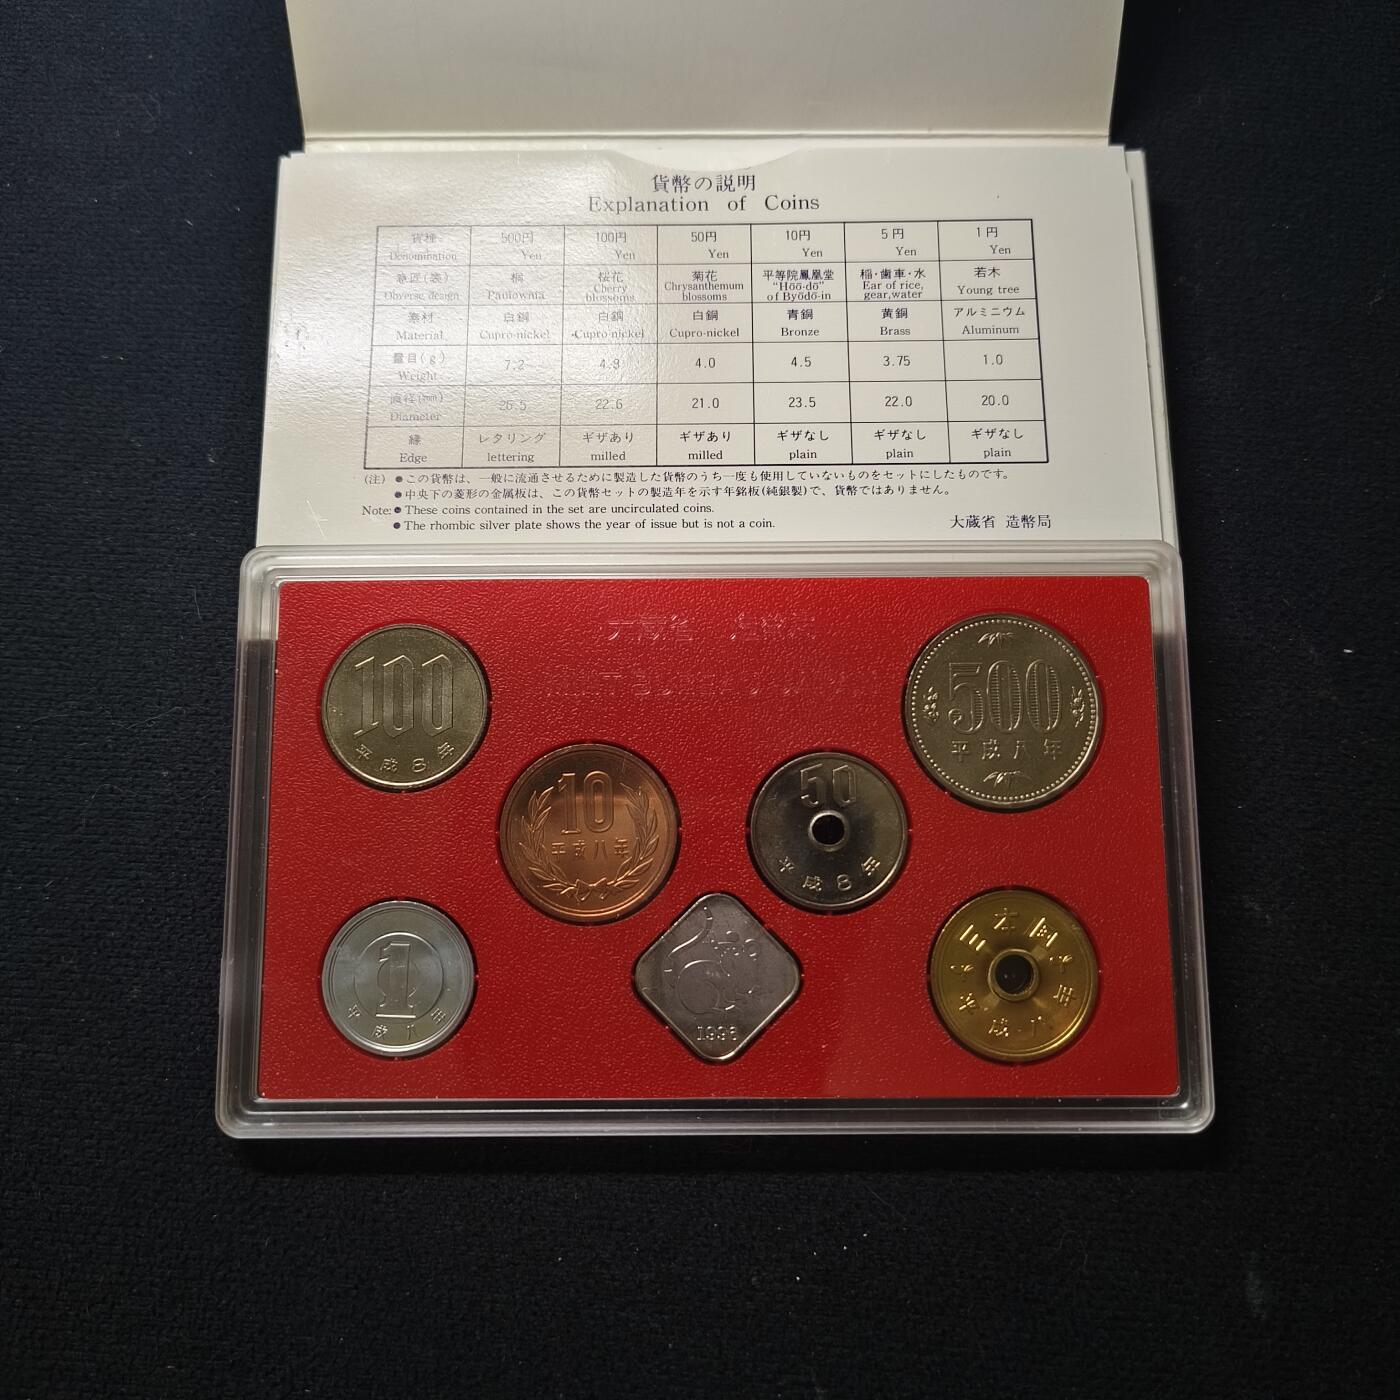 貨幣の説明
Explanation of Coins
貨種 500円 100円 50円 10円 5円 1円
Denomination Yen Yen Yen Yen Yen Yen
意匠(表) 桐 桜花 菊花 平等院鳳凰堂 稲・歯車・水 若木
Obverse design Paulownia Cherry blossoms Chrysanthemum blossoms "Hōō-dō" of Byōdō-in Ear of rice, gear,water Young tree
素材 白銅 白銅 白銅 青銅 黄銅 アルミニウム
Material Cupro-nickel Cupro-nickel Cupro-nickel Bronze Brass Aluminum
量目(g) 7.2 4.8 4.0 4.5 3.75 1.0
Weight
直径(mm) 26.5 22.6 21.0 23.5 22.0 20.0
Diameter
縁 レタリング ギザあり ギザあり ギザなし ギザなし ギザなし
Edge lettering milled milled plain plain plain
(注) ●この貨幣は、一般に流通させるために製造した貨幣のうち一度も使用していないものをセットにしたものです。
●中央下の菱形の金属板は、この貨幣セットの製造年を示す年銘板(純銀製)で、貨幣ではありません。
Note: ● These coins contained in the set are uncirculated coins.
● The rhombic silver plate shows the year of issue but is not a coin.
大蔵省 造幣局
大蔵省 造幣局
100
平成8年
500
平成八年
10
平成八年
50
平成8年
1
平成八年
1996
日本国
平成八年